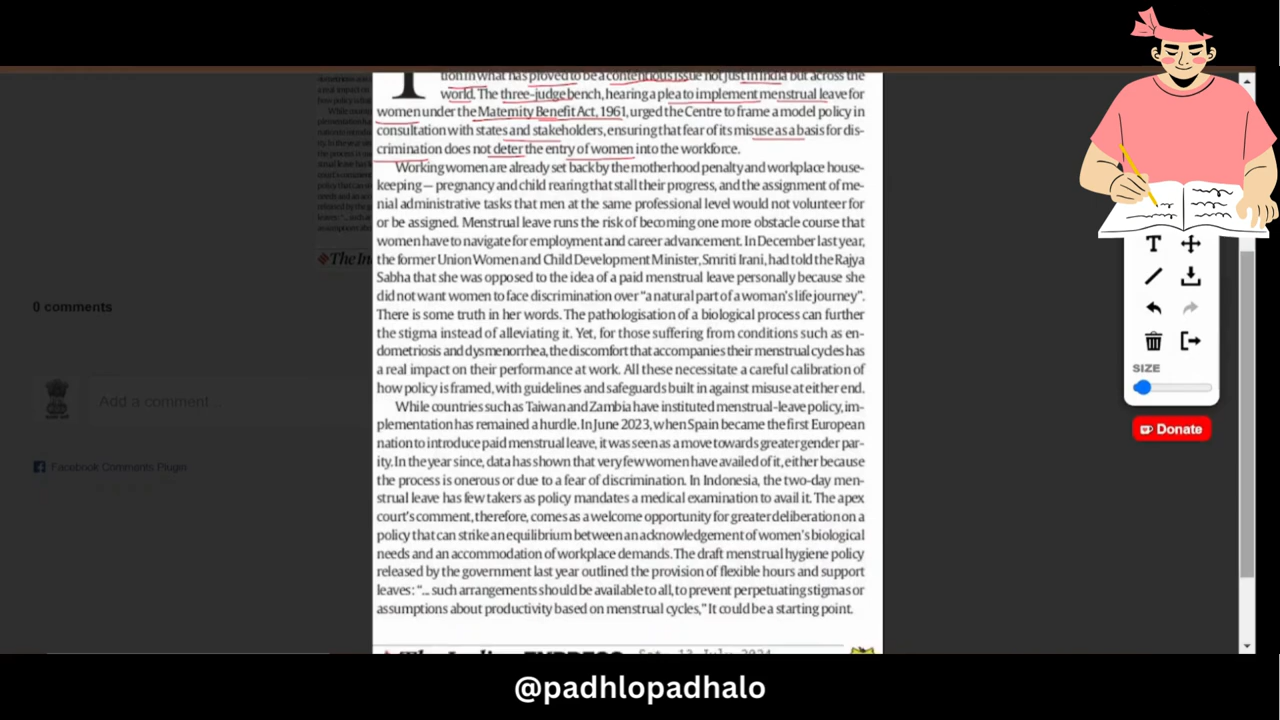 tion in what has proved to be a contentious issue not just in India but across the
world. The three-judge bench, hearing a plea to implement menstrual leave for
women under the Maternity Benefit Act, 1961, urged the Centre to frame a model policy in
consultation with states and stakeholders, ensuring that fear of its misuse as a basis for dis-
crimination does not deter the entry of women into the workforce.
Working women are already set back by the motherhood penalty and workplace house-
keeping — pregnancy and child rearing that stall their progress, and the assignment of me-
nial administrative tasks that men at the same professional level would not volunteer for
or be assigned. Menstrual leave runs the risk of becoming one more obstacle course that
women have to navigate for employment and career advancement. In December last year,
the former Union Women and Child Development Minister, Smriti Irani, had told the Rajya
Sabha that she was opposed to the idea of a paid menstrual leave personally because she
did not want women to face discrimination over "a natural part of a woman's life journey".
There is some truth in her words. The pathologisation of a biological process can further
the stigma instead of alleviating it. Yet, for those suffering from conditions such as en-
dometriosis and dysmenorrhea, the discomfort that accompanies their menstrual cycles has
a real impact on their performance at work. All these necessitate a careful calibration of
how policy is framed, with guidelines and safeguards built in against misuse at either end.
While countries such as Taiwan and Zambia have instituted menstrual-leave policy, im-
plementation has remained a hurdle. In June 2023, when Spain became the first European
nation to introduce paid menstrual leave, it was seen as a move towards greater gender par-
ity. In the year since, data has shown that very few women have availed of it, either because
the process is onerous or due to a fear of discrimination. In Indonesia, the two-day men-
strual leave has few takers as policy mandates a medical examination to avail it. The apex
court's comment, therefore, comes as a welcome opportunity for greater deliberation on a
policy that can strike an equilibrium between an acknowledgement of women's biological
needs and an accommodation of workplace demands. The draft menstrual hygiene policy
released by the government last year outlined the provision of flexible hours and support
leaves: "... such arrangements should be available to all, to prevent perpetuating stigmas or
assumptions about productivity based on menstrual cycles," It could be a starting point.
The Indian EXPRESS Sat, 13 July 2024
The In
0 comments
Add a comment...
Facebook Comments Plugin
T
SIZE
Donate
@padhlopadhalo